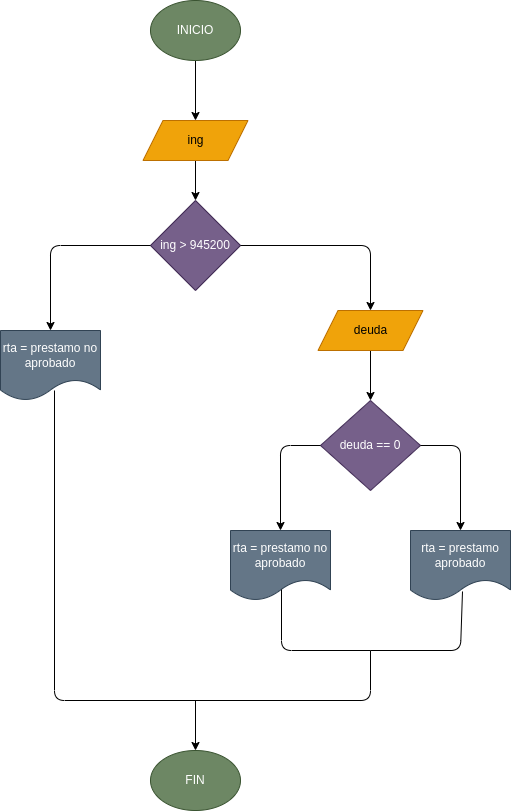 INICIO
ing
ing > 945200
rta = prestamo no
aprobado
deuda
deuda == 0
rta = prestamo no
aprobado
rta = prestamo
aprobado
FIN